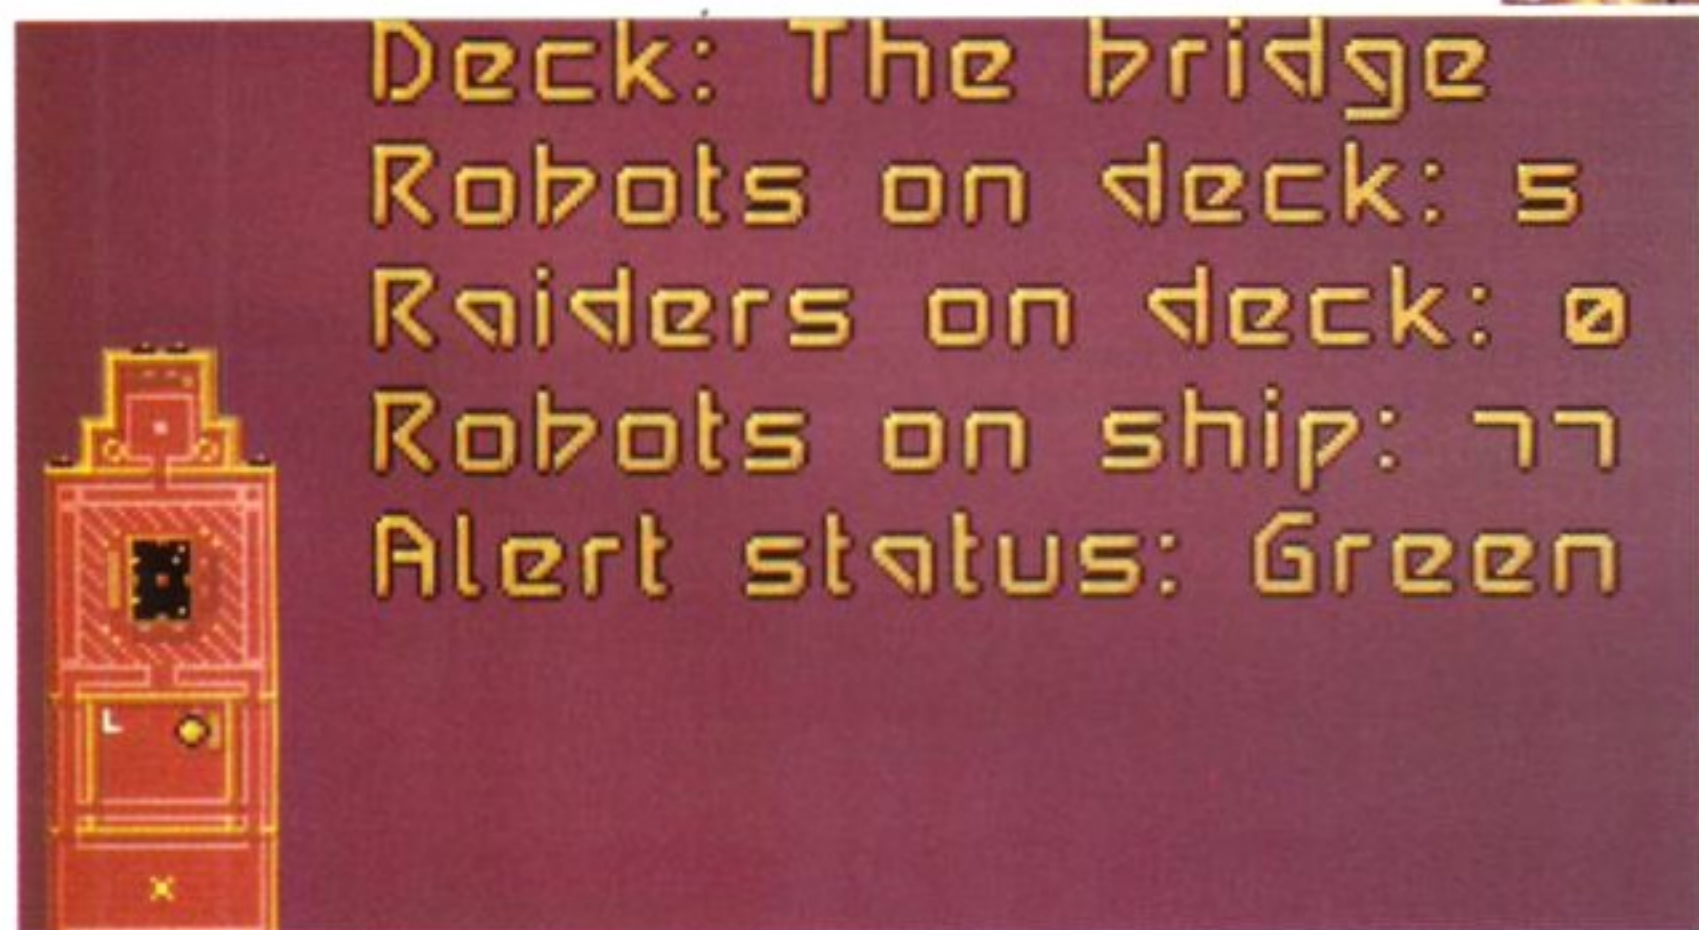 Deck: The bridge
Robots on deck: 5
Raiders on deck: 0
Robots on ship: 77
Alert status: Green
L